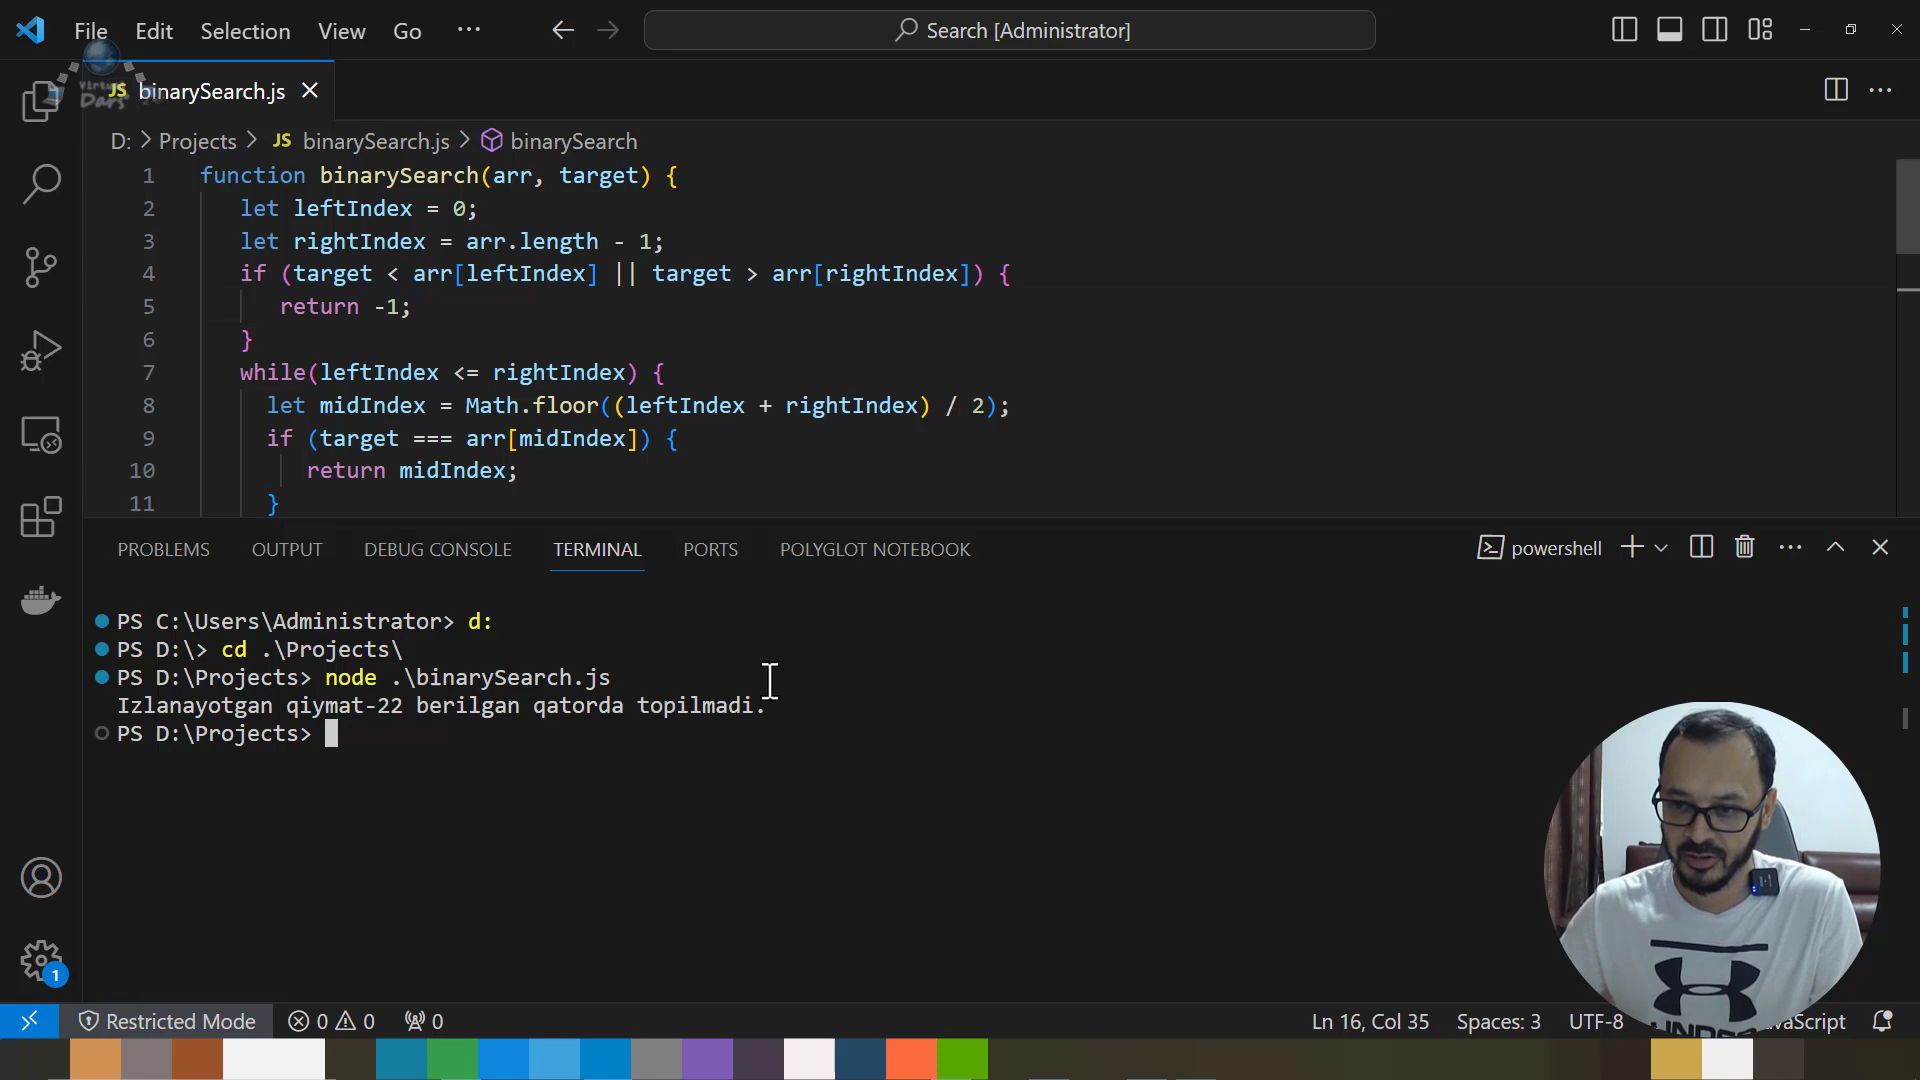 File Edit Selection View Go ··· Search [Administrator]
Virtual Dars
JS binarySearch.js
D: > Projects > JS binarySearch.js > binarySearch
1 function binarySearch(arr, target) {
2 let leftIndex = 0;
3 let rightIndex = arr.length - 1;
4 if (target < arr[leftIndex] || target > arr[rightIndex]) {
5 return -1;
6 }
7 while(leftIndex <= rightIndex) {
8 let midIndex = Math.floor((leftIndex + rightIndex) / 2);
9 if (target === arr[midIndex]) {
10 return midIndex;
11 }
PROBLEMS OUTPUT DEBUG CONSOLE TERMINAL PORTS POLYGLOT NOTEBOOK powershell
PS C:\Users\Administrator> d:
PS D:\> cd .\Projects\
PS D:\Projects> node .\binarySearch.js
Izlanayotgan qiymat-22 berilgan qatorda topilmadi.
PS D:\Projects>
1
Restricted Mode 0 0 0 Ln 16, Col 35 Spaces: 3 UTF-8 vaScript